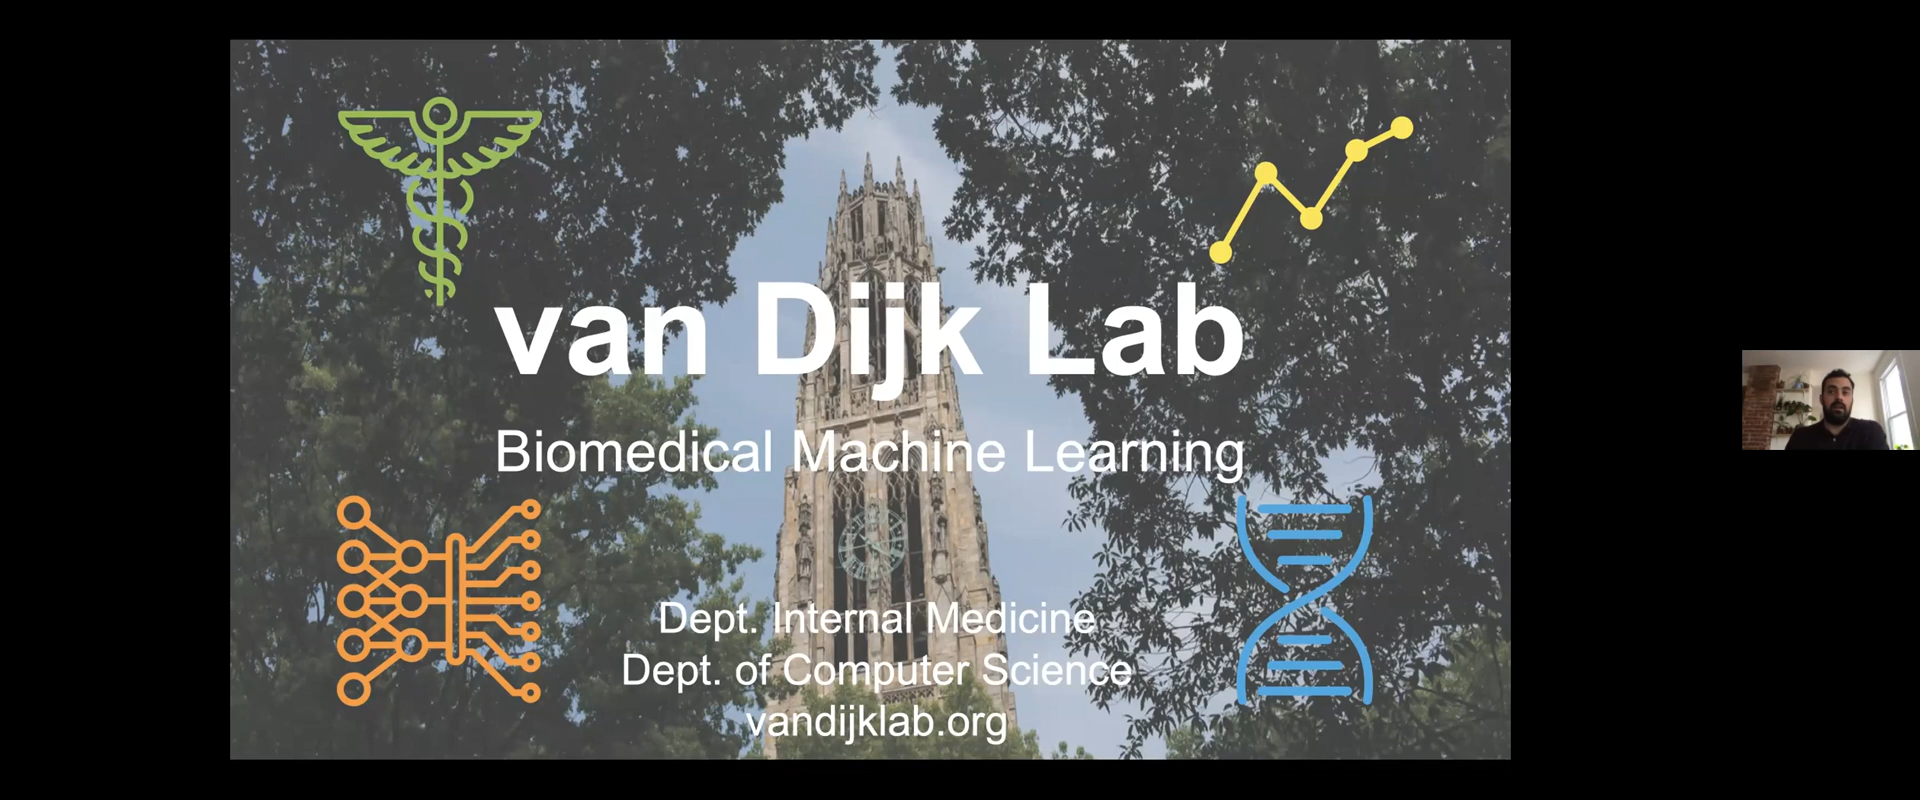 van Dijk Lab
Biomedical Machine Learning
Dept. Internal Medicine
Dept. of Computer Science
vandijklab.org